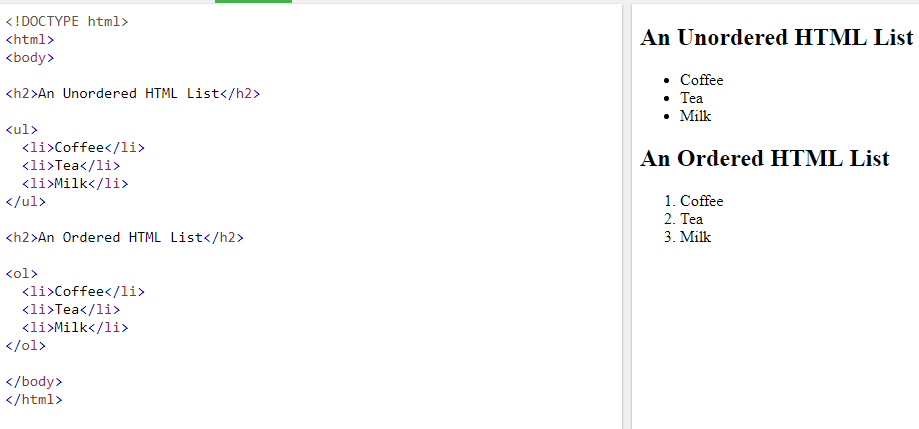 <!DOCTYPE html>
<html>
<body>
<h2>An Unordered HTML List</h2>
<ul>
  <li>Coffee</li>
  <li>Tea</li>
  <li>Milk</li>
</ul>
<h2>An Ordered HTML List</h2>
<ol>
  <li>Coffee</li>
  <li>Tea</li>
  <li>Milk</li>
</ol>
</body>
</html>
An Unordered HTML List
• Coffee
• Tea
• Milk
An Ordered HTML List
1. Coffee
2. Tea
3. Milk